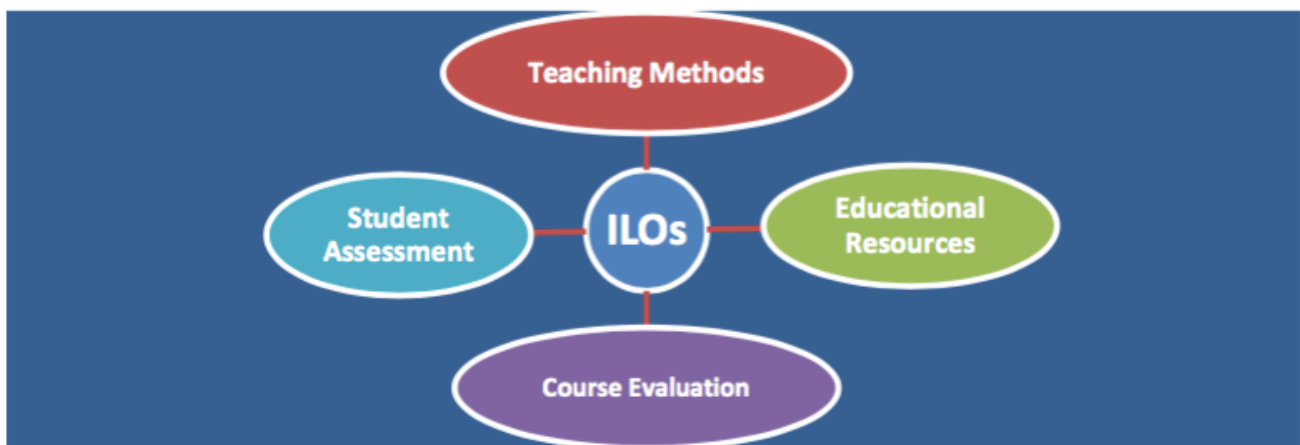 Teaching Methods
Student
Assessment
ILOs
Educational
Resources
Course Evaluation